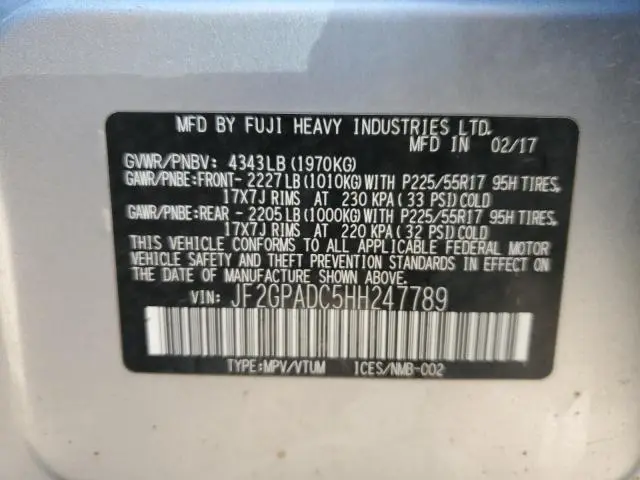 MFD BY FUJI HEAVY INDUSTRIES LTD.
MFD IN 02/17
GVWR/PNBV: 4343LB (1970KG)
GAWR/PNBE:FRONT- 2227LB (1010KG) WITH P225/55R17 95H TIRES,
17X7J RIMS AT 230 KPA( 33 PSI) COLD
GAWR/PNBE:REAR - 2205LB (1000KG) WITH P225/55R17 95H TIRES,
17X7J RIMS AT 220 KPA( 32 PSI) COLD
THIS VEHICLE CONFORMS TO ALL APPLICABLE FEDERAL MOTOR
VEHICLE SAFETY AND THEFT PREVENTION STANDARDS IN EFFECT
ON THE DATE OF MANUFACTURE SHOWN ABOVE.
VIN: JF2GPADC5HH247789
TYPE:MPV/VTUM ICES/NMB-002